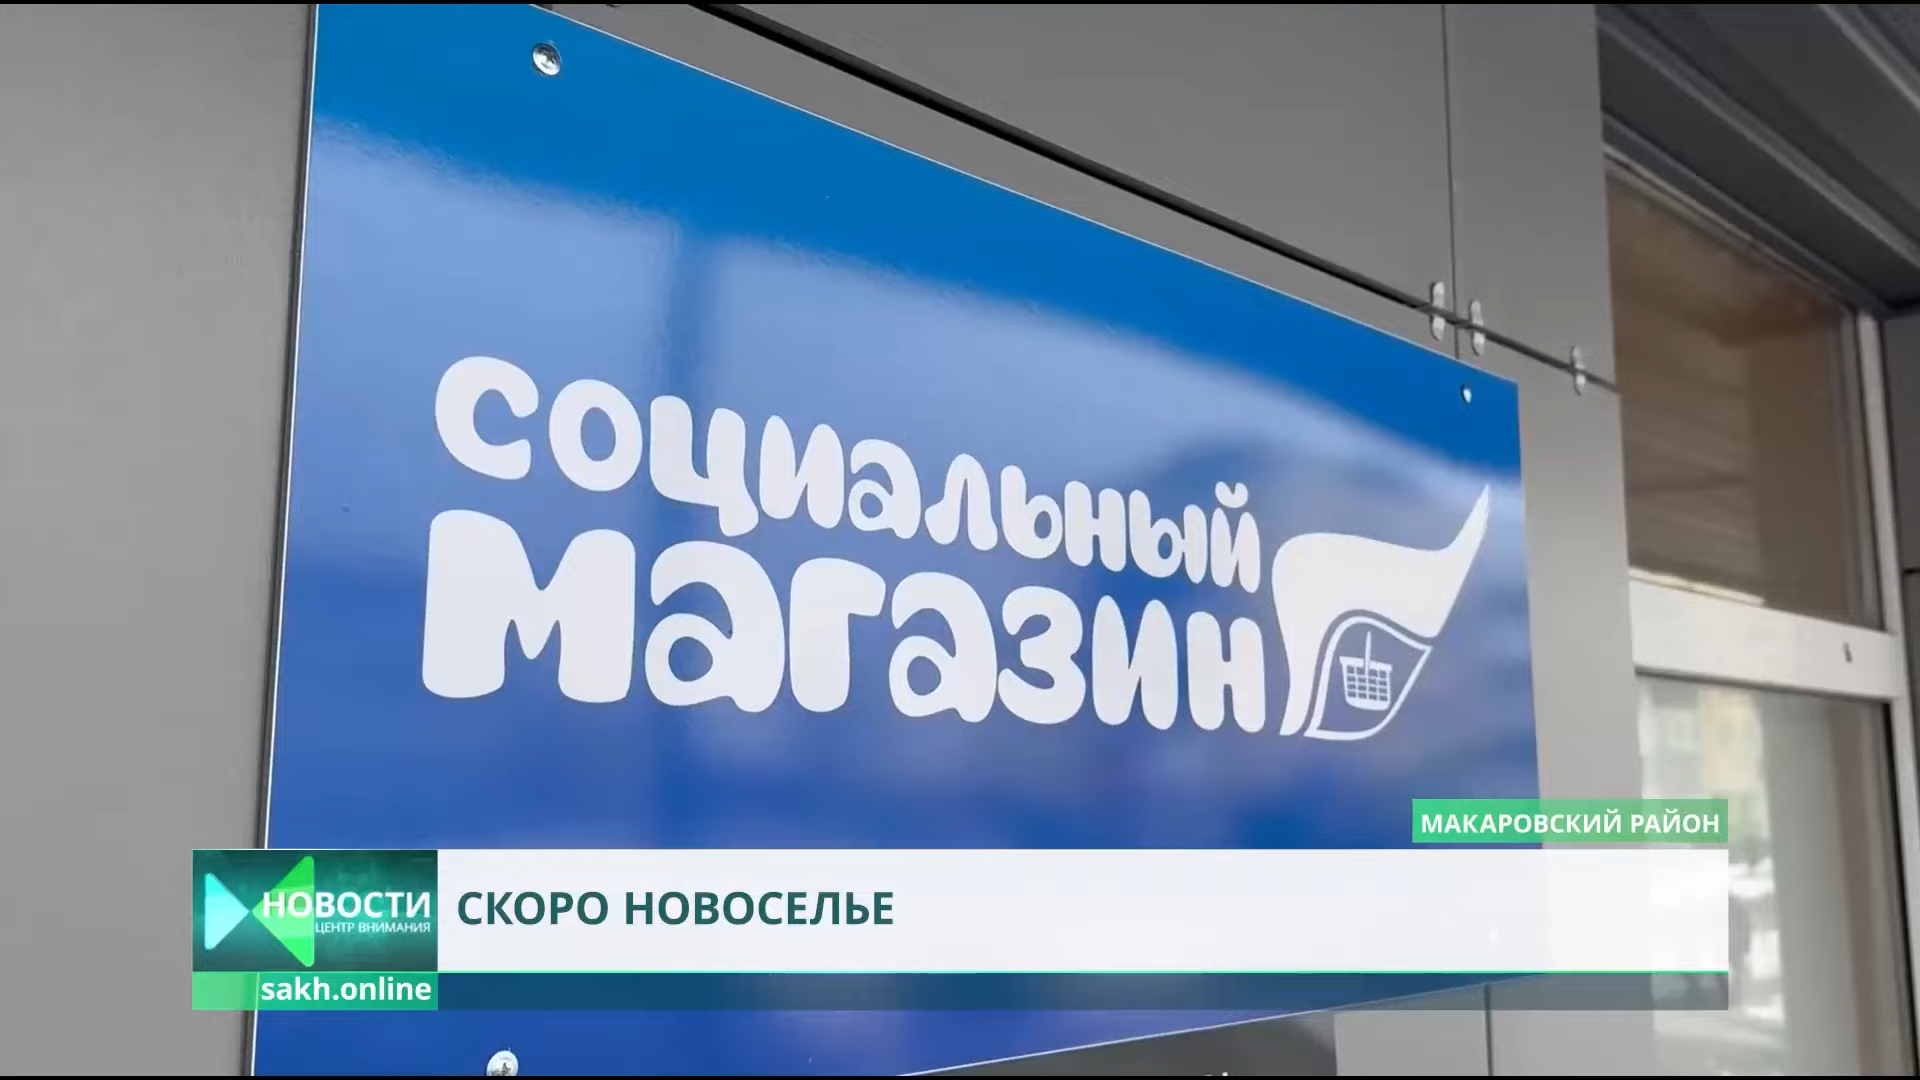 социальный
магазин
МАКАРОВСКИЙ РАЙОН
НОВОСТИ
ЦЕНТР ВНИМАНИЯ
СКОРО НОВОСЕЛЬЕ
sakh.online